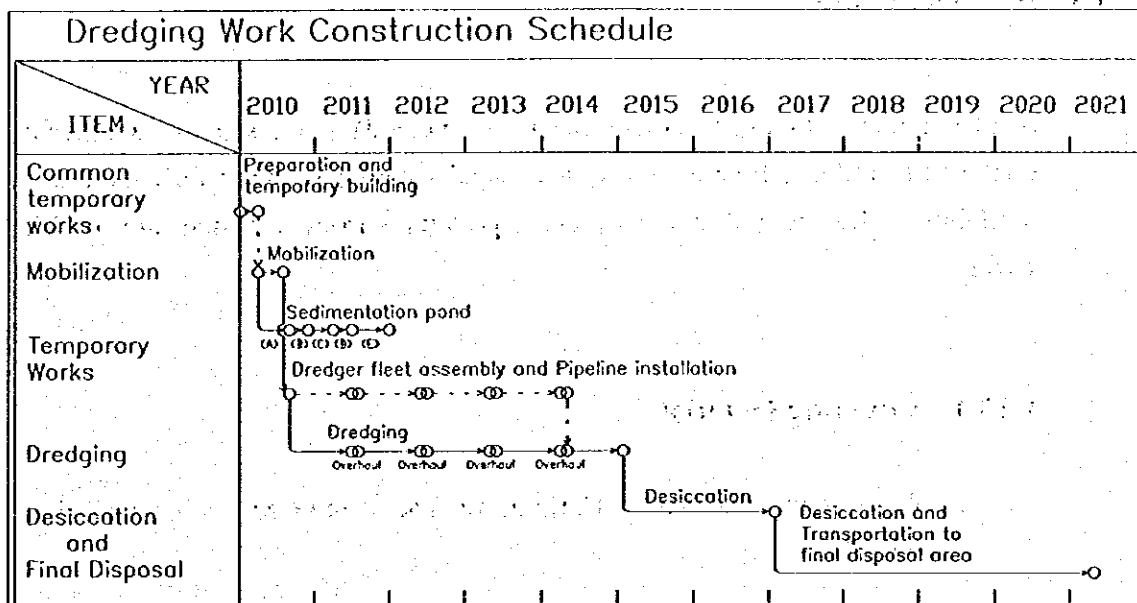 Dredging Work Construction Schedule
YEAR
ITEM
2010 2011 2012 2013 2014 2015 2016 2017 2018 2019 2020 2021
Common
temporary
works
Preparation and
temporary building
Mobilization
Mobilization
Temporary
Works
Sedimentation pond
(A) (B) (C) (B) (E)
Dredger fleet assembly and Pipeline installation
Dredging
Dredging
Overhaul Overhaul Overhaul Overhaul
Desiccation
and
Final Disposal
Desiccation
Desiccation and
Transportation to
final disposal area